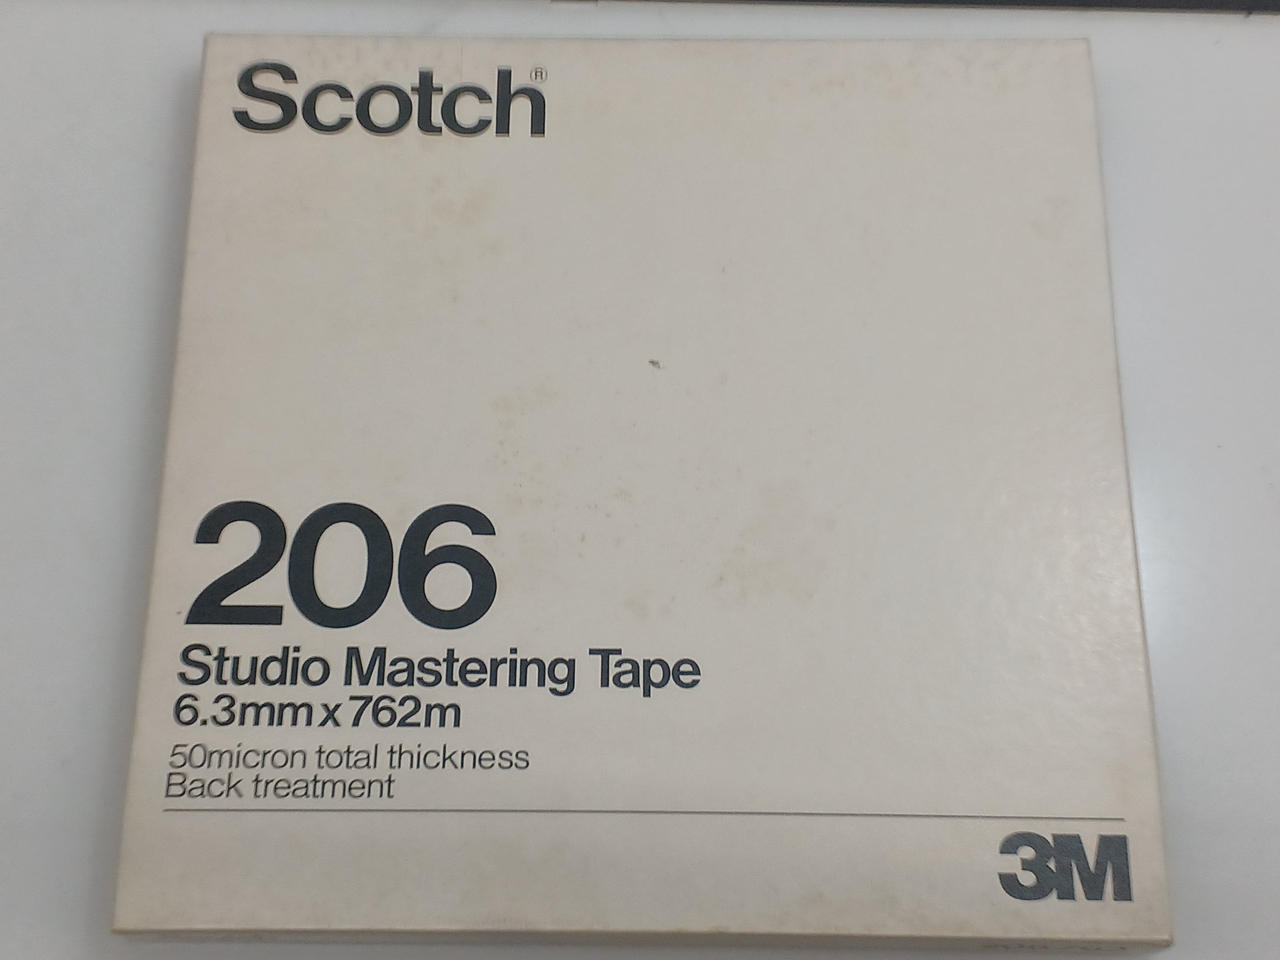 Scotch®
206
Studio Mastering Tape
6.3mm x 762m
50micron total thickness
Back treatment
3M